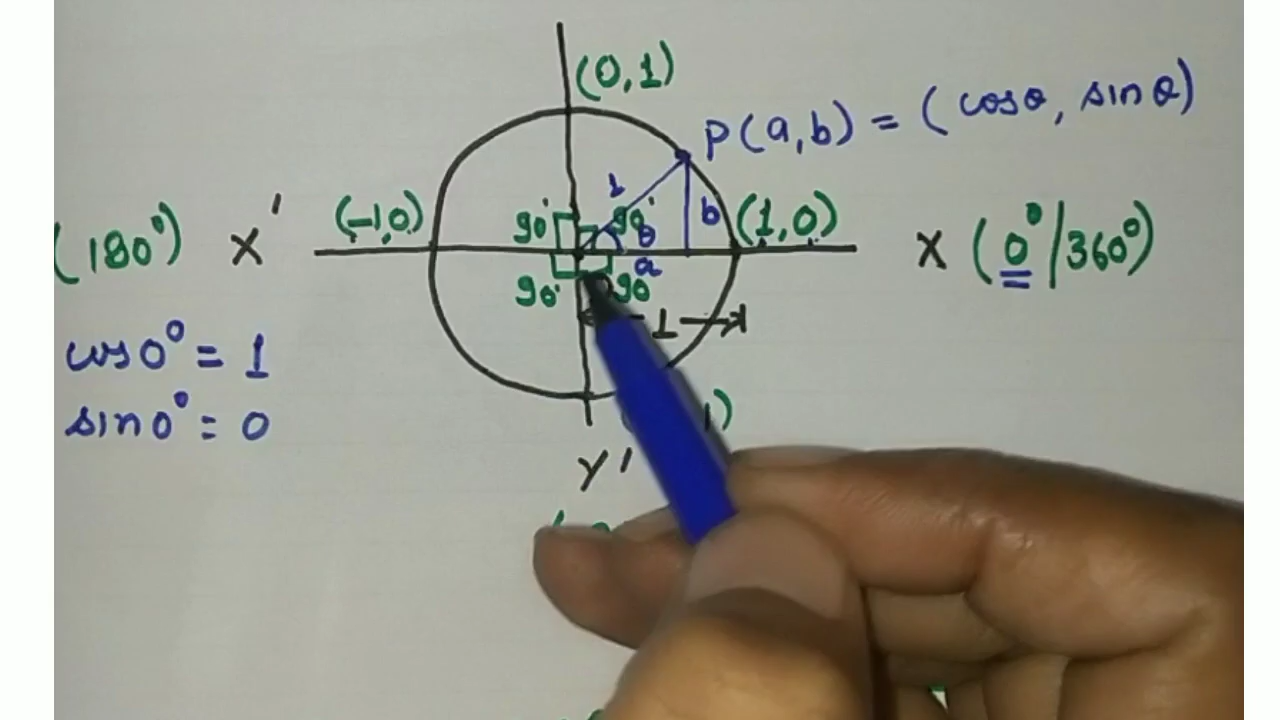 (0,1)
P(a,b) = (cosθ, sinθ)
(180°) X' (-1,0) 90° 90° 1 θ b (1,0) X (0°/360°)
a
90° 90°
1
cos0° = 1
sin0° = 0
Y'